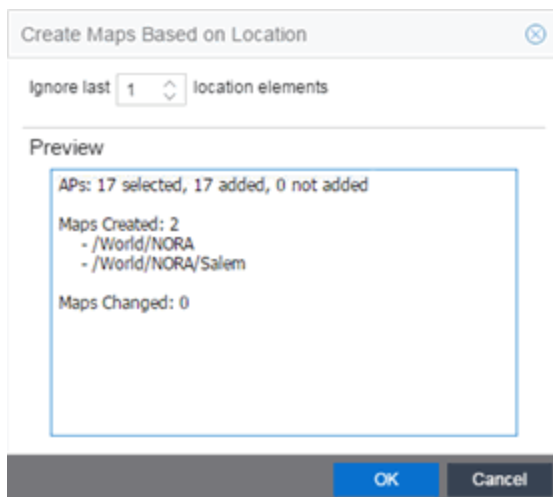 Create Maps Based on Location
Ignore last 1 location elements
Preview
APs: 17 selected, 17 added, 0 not added
Maps Created: 2
- /World/NORA
- /World/NORA/Salem
Maps Changed: 0
OK Cancel